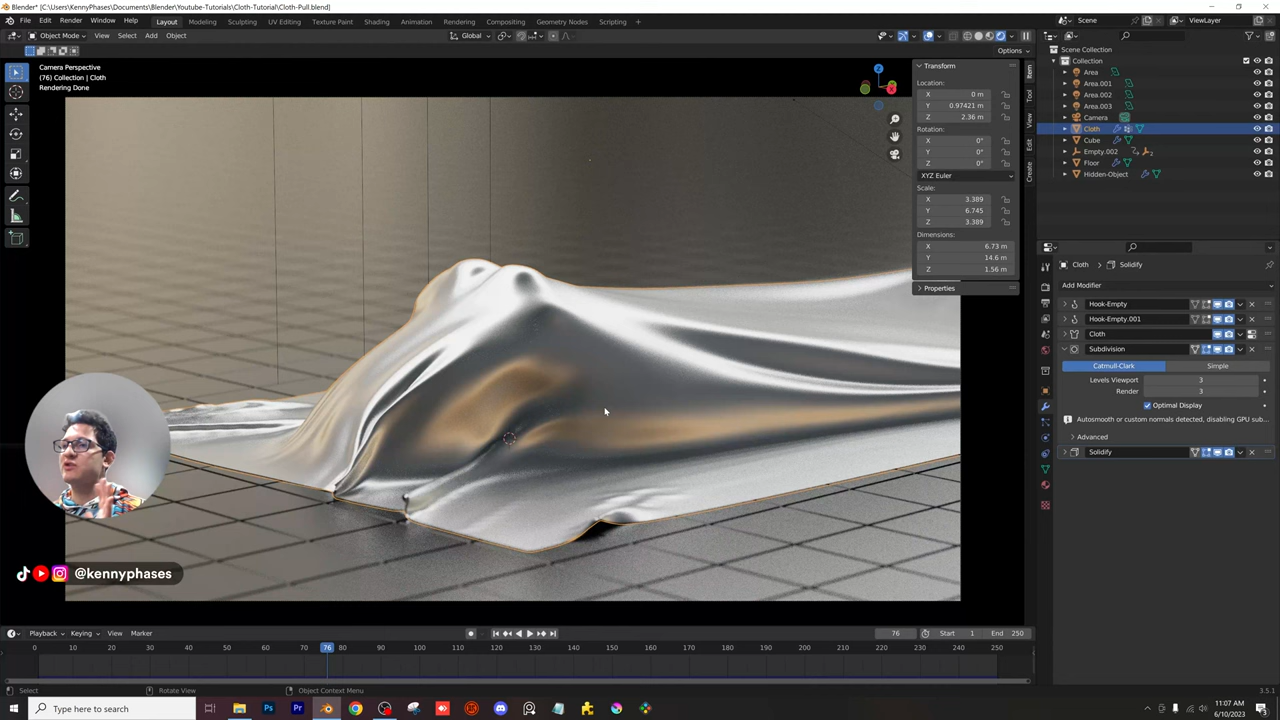 Blender* [C:\Users\KennyPhases\Documents\Blender\Youtube-Tutorials\Cloth-Tutorial\Cloth-Pull.blend]
File Edit Render Window Help Layout Modeling Sculpting UV Editing Texture Paint Shading Animation Rendering Compositing Geometry Nodes Scripting + Scene ViewLayer
Object Mode View Select Add Object Global
Options
Camera Perspective
(76) Collection | Cloth
Rendering Done
Transform
Location:
X 0 m
Y 0.97421 m
Z 2.36 m
Rotation:
X 0°
Y 0°
Z 0°
XYZ Euler
Scale:
X 3.389
Y 6.745
Z 3.389
Dimensions:
X 6.73 m
Y 14.6 m
Z 1.56 m
Properties
Item
Tool
View
Edit
Create
Scene Collection
Collection
Area
Area.001
Area.002
Area.003
Camera
Cloth
Cube
Empty.002
Floor
Hidden-Object
Cloth > Solidify
Add Modifier
Hook-Empty
Hook-Empty.001
Cloth
Subdivision
Catmull-Clark Simple
Levels Viewport 3
Render 3
Optimal Display
Autosmooth or custom normals detected, disabling GPU sub...
Advanced
Solidify
@kennyphases
Playback Keying View Marker 76 Start 1 End 250
10 20 30 40 50 60 70 76 80 90 100 110 120 130 140 150 160 170 180 190 200 210 220 230 240 250
Select Rotate View Object Context Menu 3.5.1
Type here to search
11:07 AM
6/10/2023